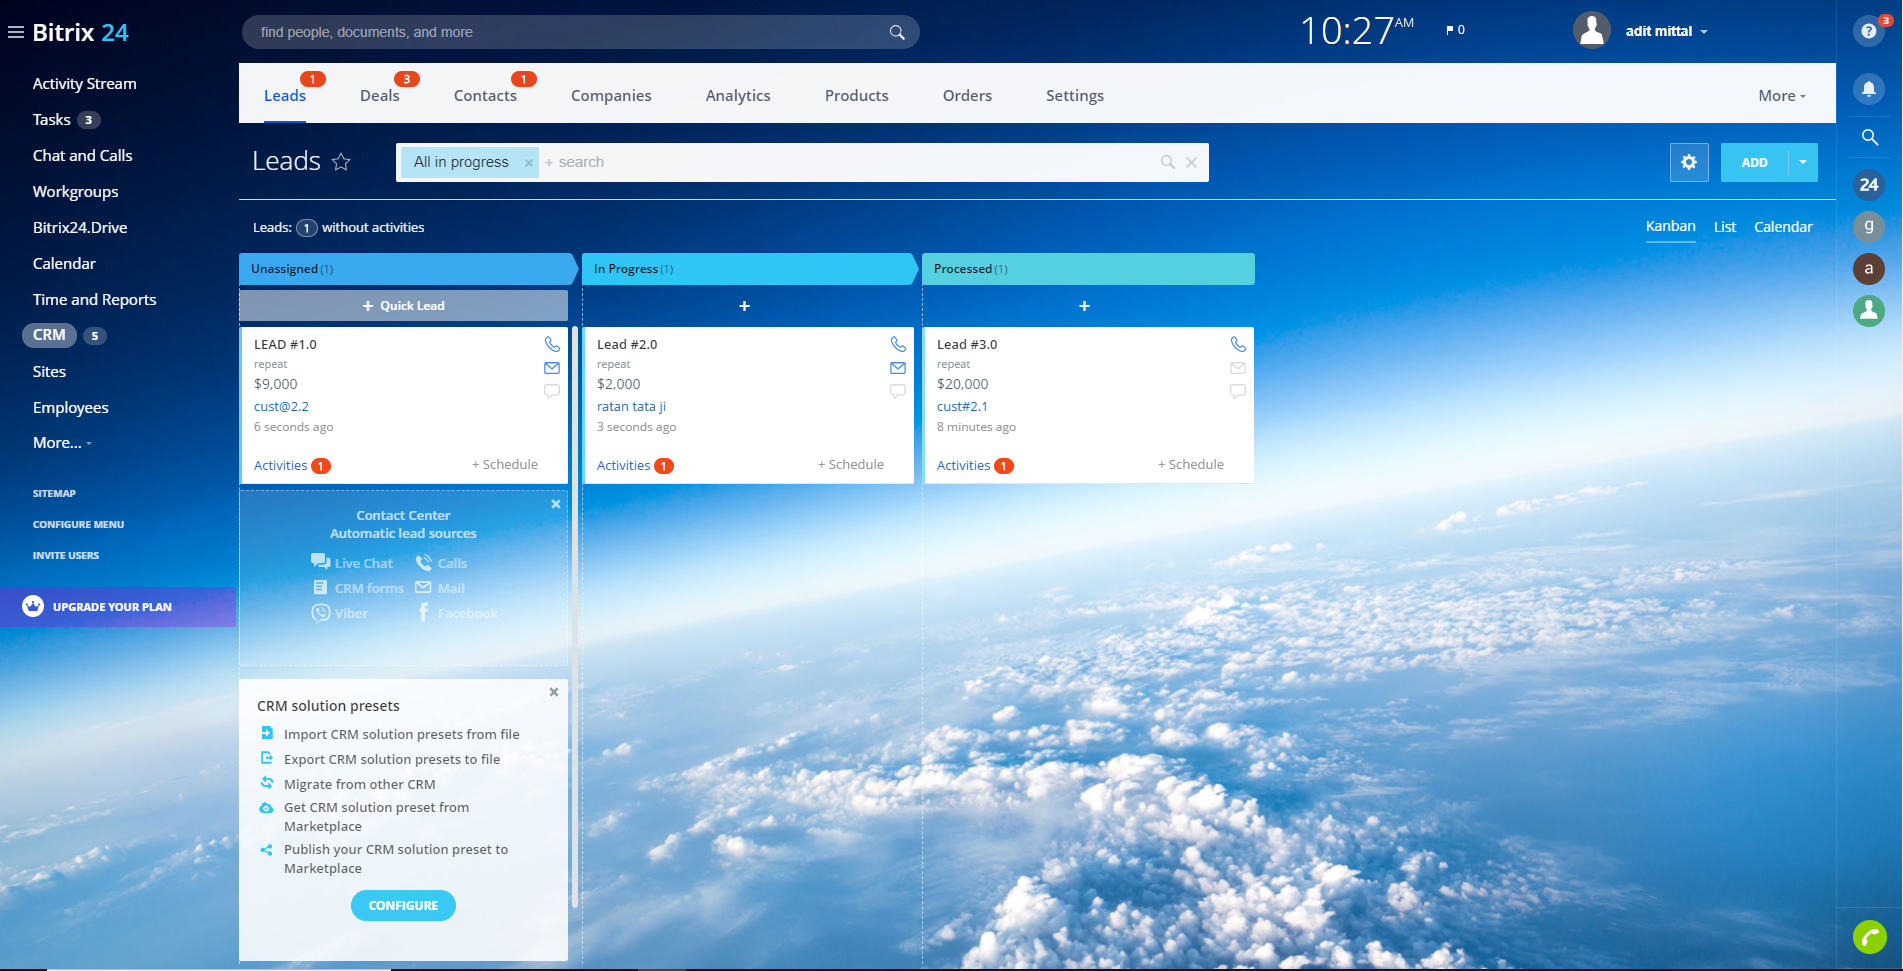 Bitrix 24
find people, documents, and more
10:27 AM
0
adit mittal
3
Activity Stream
Tasks 3
Chat and Calls
Workgroups
Bitrix24.Drive
Calendar
Time and Reports
CRM 5
Sites
Employees
More...
SITEMAP
CONFIGURE MENU
INVITE USERS
UPGRADE YOUR PLAN
Leads 1
Deals 3
Contacts 1
Companies
Analytics
Products
Orders
Settings
More
Leads
All in progress × + search
ADD
Leads: 1 without activities
Kanban List Calendar
Unassigned (1)
+ Quick Lead
LEAD #1.0
repeat
$9,000
cust@2.2
6 seconds ago
Activities 1 + Schedule
Contact Center
Automatic lead sources
Live Chat Calls
CRM forms Mail
Viber Facebook
CRM solution presets
Import CRM solution presets from file
Export CRM solution presets to file
Migrate from other CRM
Get CRM solution preset from
Marketplace
Publish your CRM solution preset to
Marketplace
CONFIGURE
In Progress (1)
+
Lead #2.0
repeat
$2,000
ratan tata ji
3 seconds ago
Activities 1 + Schedule
Processed (1)
+
Lead #3.0
repeat
$20,000
cust#2.1
8 minutes ago
Activities 1 + Schedule
?
24
g
a